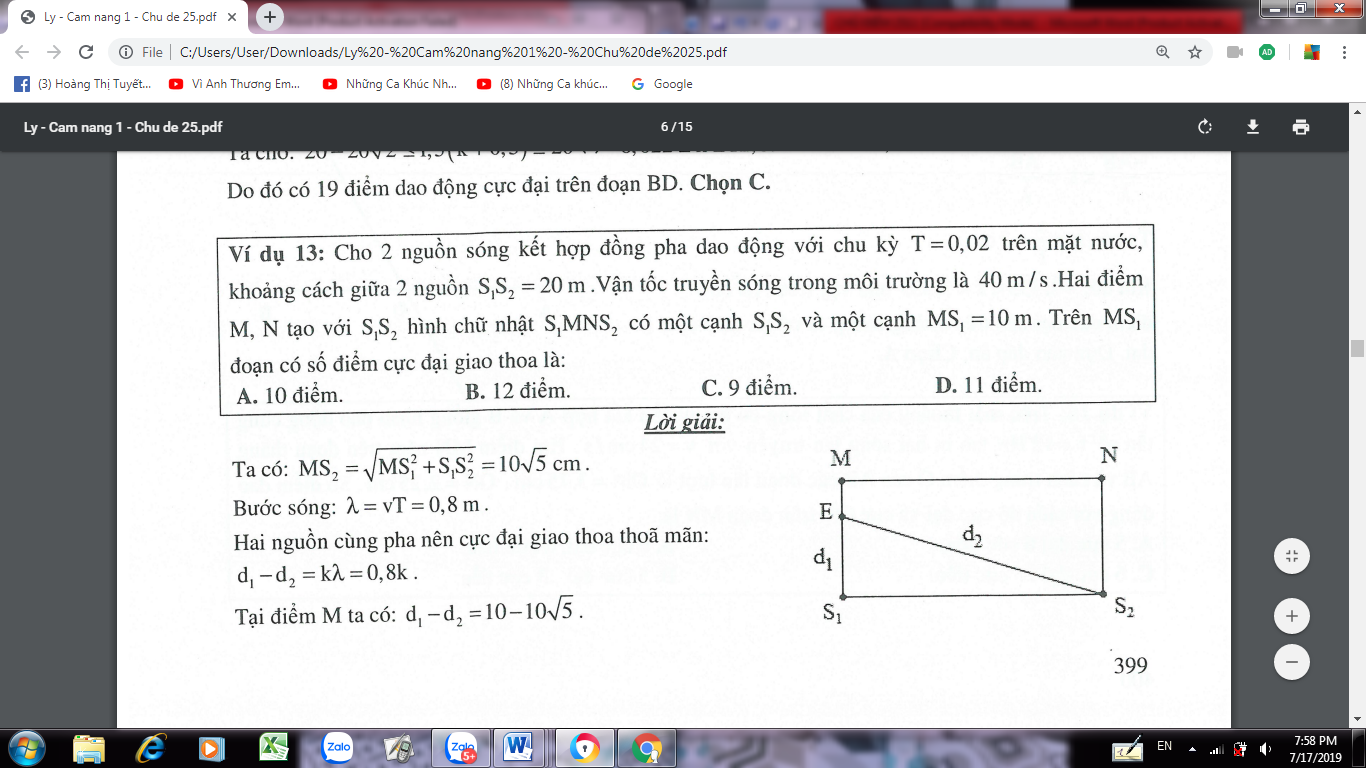 Ly - Cam nang 1 - Chu de 25.pdf
File | C:/Users/User/Downloads/Ly%20-%20Cam%20nang%201%20-%20Chu%20de%2025.pdf
(3) Hoàng Thị Tuyết... Vì Anh Thương Em... Những Ca Khúc Nh... (8) Những Ca khúc... Google
Ly - Cam nang 1 - Chu de 25.pdf 6 / 15
Do đó có 19 điểm dao động cực đại trên đoạn BD. Chọn C.
Ví dụ 13: Cho 2 nguồn sóng kết hợp đồng pha dao động với chu kỳ T = 0,02 trên mặt nước,
khoảng cách giữa 2 nguồn S₁S₂ = 20 m .Vận tốc truyền sóng trong môi trường là 40 m / s .Hai điểm
M, N tạo với S₁S₂ hình chữ nhật S₁MNS₂ có một cạnh S₁S₂ và một cạnh MS₁ = 10 m. Trên MS₁
đoạn có số điểm cực đại giao thoa là:
A. 10 điểm. B. 12 điểm. C. 9 điểm. D. 11 điểm.
Lời giải:
Ta có: MS₂ = √(MS₁² + S₁S₂²) = 10√5 cm .
Bước sóng: λ = vT = 0,8 m .
Hai nguồn cùng pha nên cực đại giao thoa thoã mãn:
d₁ − d₂ = kλ = 0,8k .
Tại điểm M ta có: d₁ − d₂ = 10 − 10√5 .
M N
E
d₂
d₁
S₁ S₂
399
AD
Zalo
Zalo
5+
EN
7:58 PM
7/17/2019